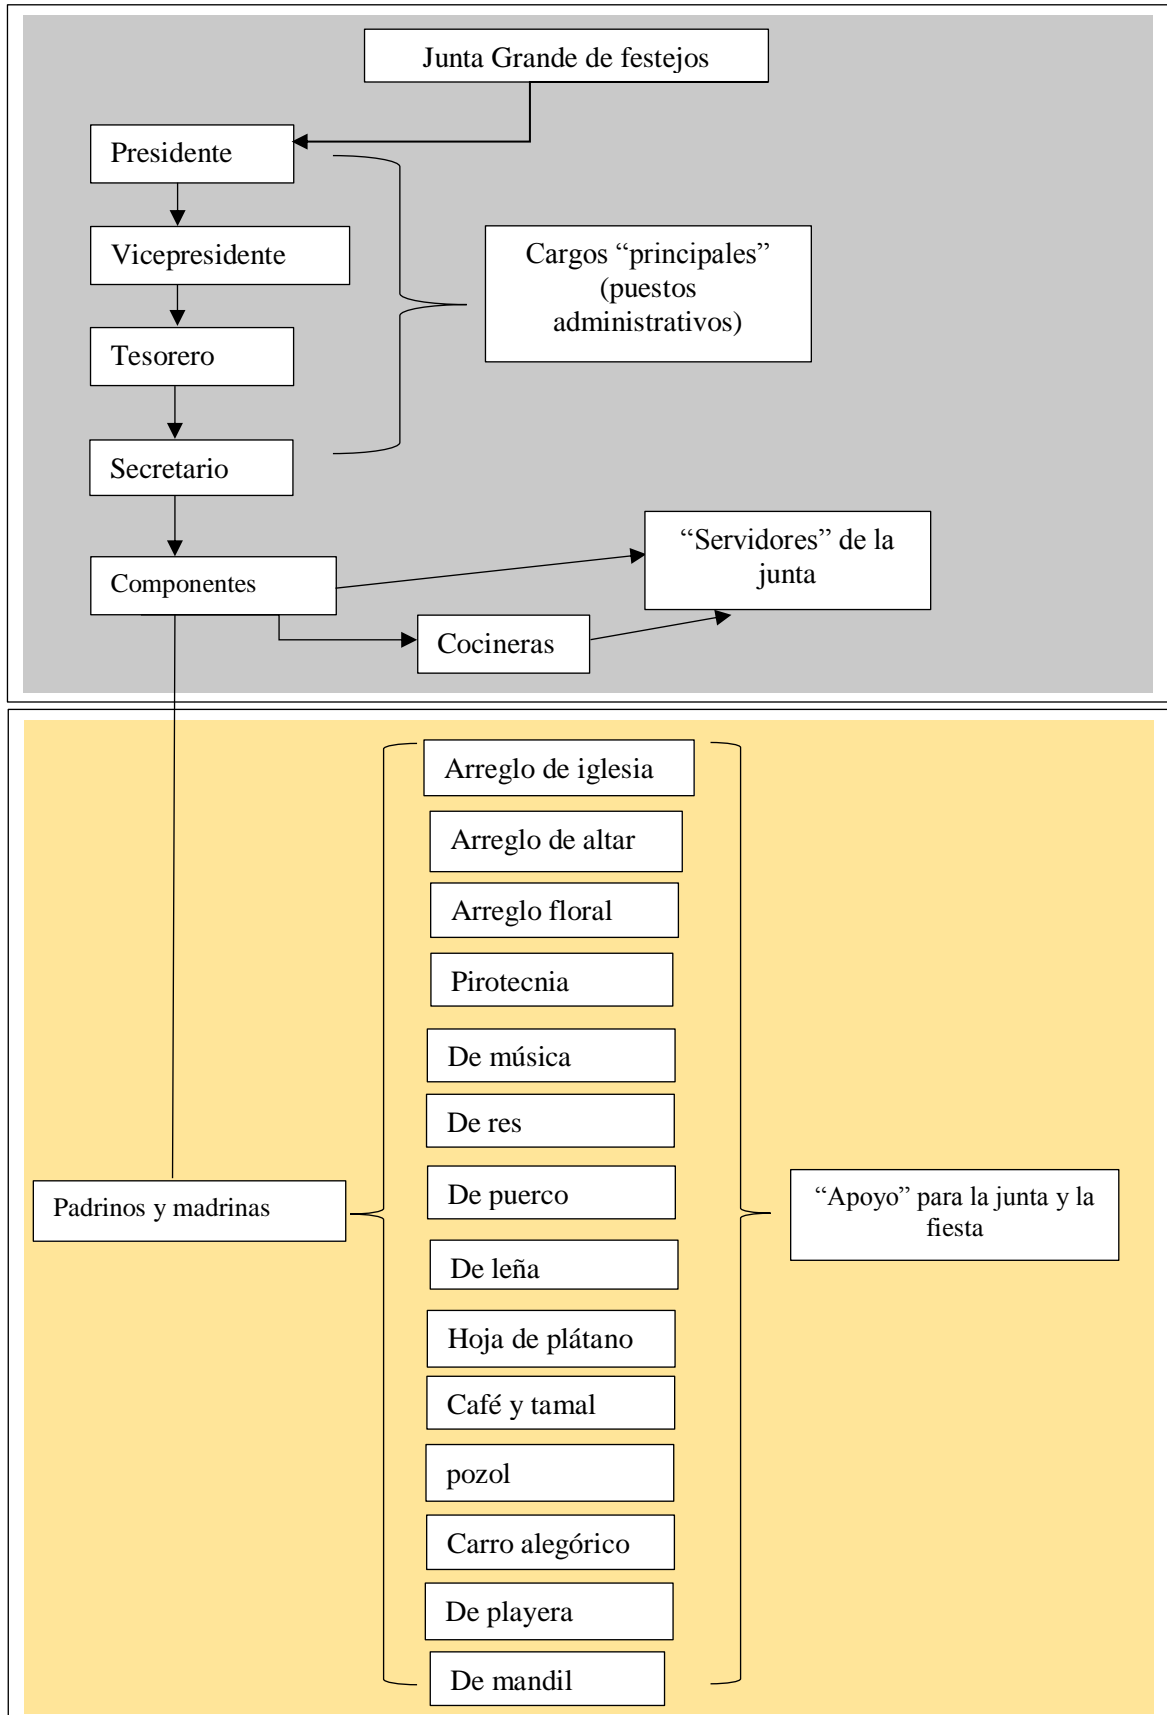 Junta Grande de festejos
Presidente
Vicepresidente
Cargos “principales”
(puestos
administrativos)
Tesorero
Secretario
“Servidores” de la
junta
Componentes
Cocineras
Arreglo de iglesia
Arreglo de altar
Arreglo floral
Pirotecnia
De música
De res
De puerco
Padrinos y madrinas
“Apoyo” para la junta y la
fiesta
De leña
Hoja de plátano
Café y tamal
pozol
Carro alegórico
De playera
De mandil